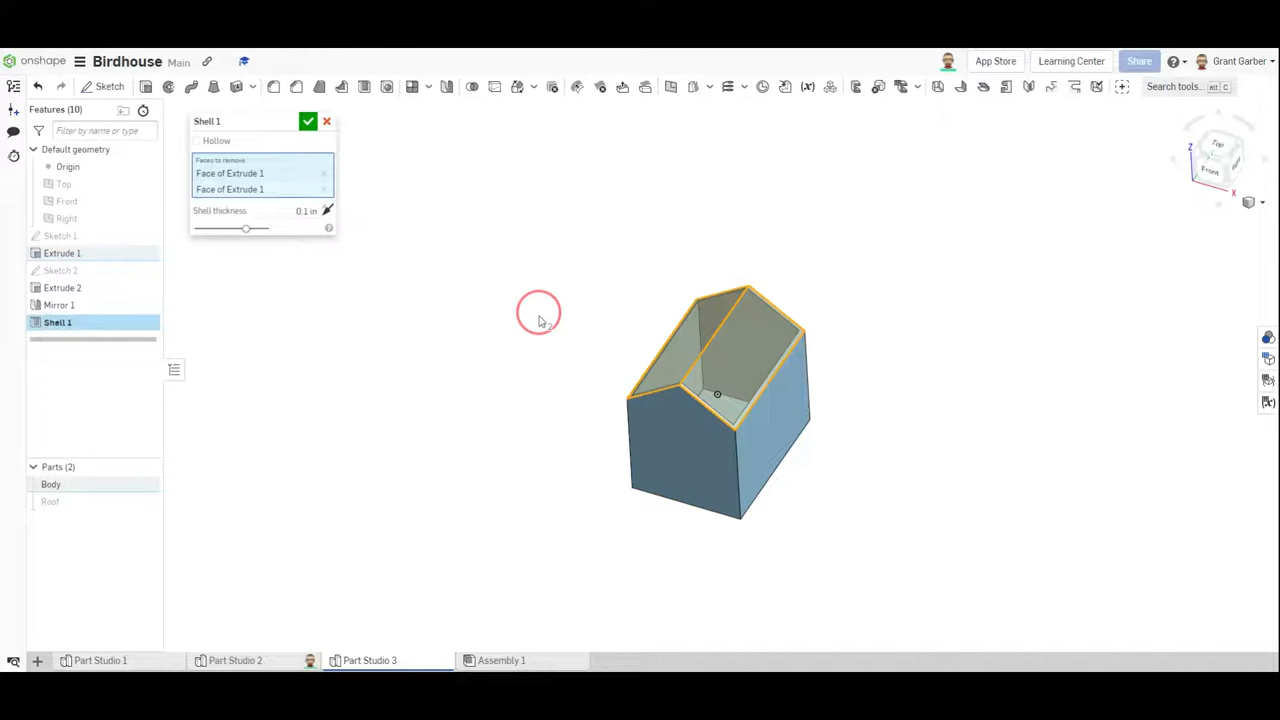 onshape Birdhouse Main App Store Learning Center Share Grant Garber
Sketch Search tools... alt C
Features (10)
Filter by name or type
Default geometry
Origin
Top
Front
Right
Sketch 1
Extrude 1
Sketch 2
Extrude 2
Mirror 1
Shell 1
Parts (2)
Body
Roof
Shell 1
Hollow
Faces to remove
Face of Extrude 1
Face of Extrude 1
Shell thickness 0.1 in
2
Z
Top
Front
Right
X
Part Studio 1 Part Studio 2 Part Studio 3 Assembly 1